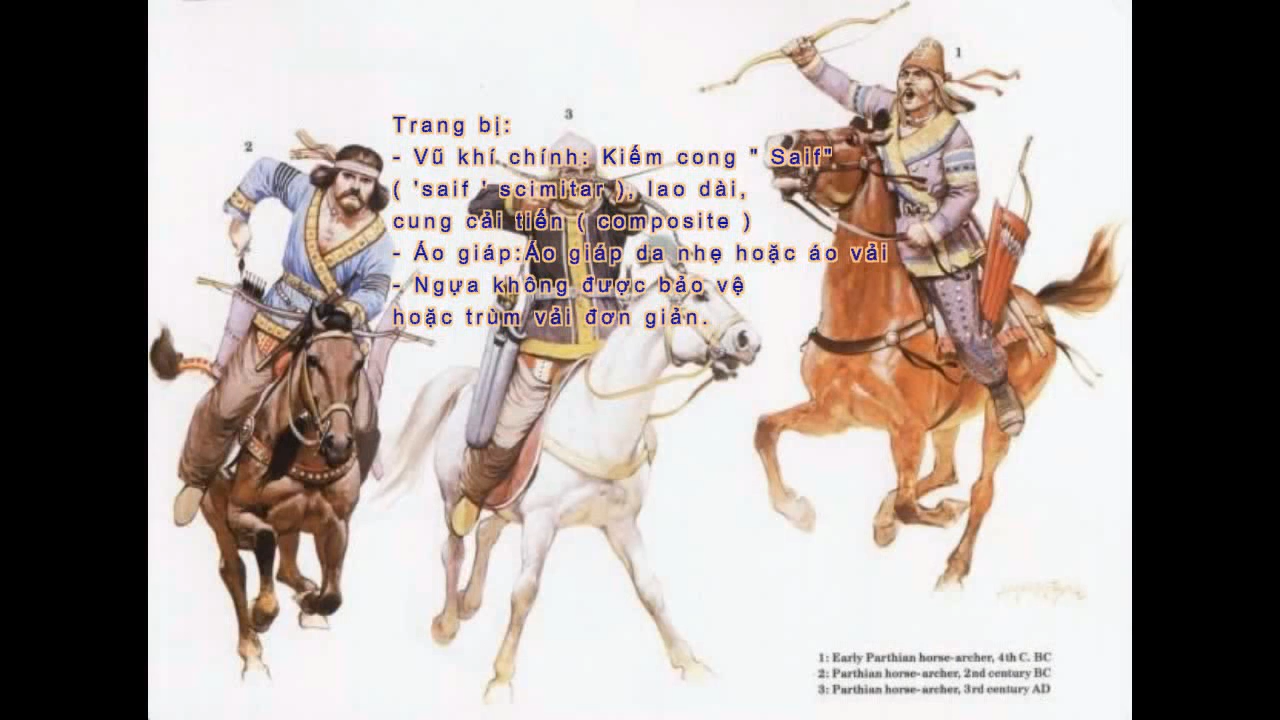 1
3
2
Trang bị:
- Vũ khí chính: Kiếm cong " Saif"
( 'saif ' scimitar ), lao dài,
cung cải tiến ( composite )
- Áo giáp:Áo giáp da nhẹ hoặc áo vải
- Ngựa không được bảo vệ
hoặc trùm vải đơn giản.
1: Early Parthian horse-archer, 4th C. BC
2: Parthian horse-archer, 2nd century BC
3: Parthian horse-archer, 3rd century AD